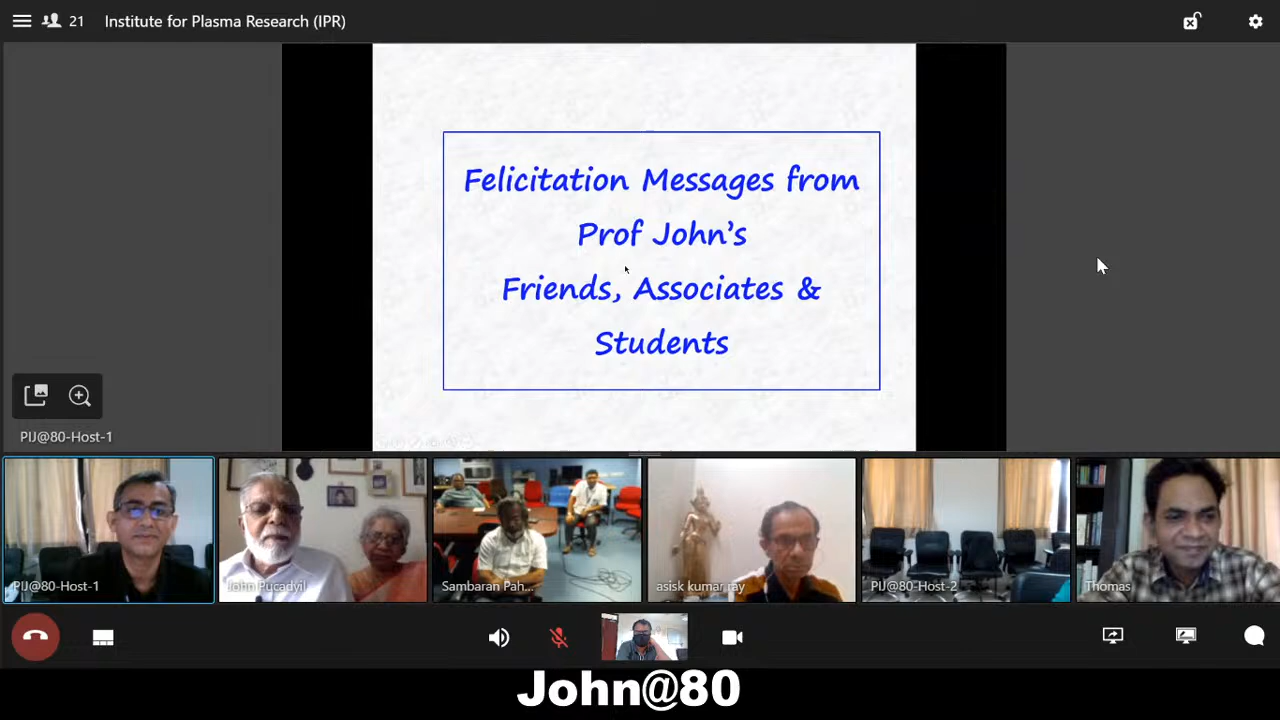 21 Institute for Plasma Research (IPR)
Felicitation Messages from
Prof John's
Friends, Associates &
Students
PIJ@80-Host-1
PIJ@80-Host-1
John Pucadyil
Sambaran Pah...
asisk kumar ray
PIJ@80-Host-2
Thomas
John@80